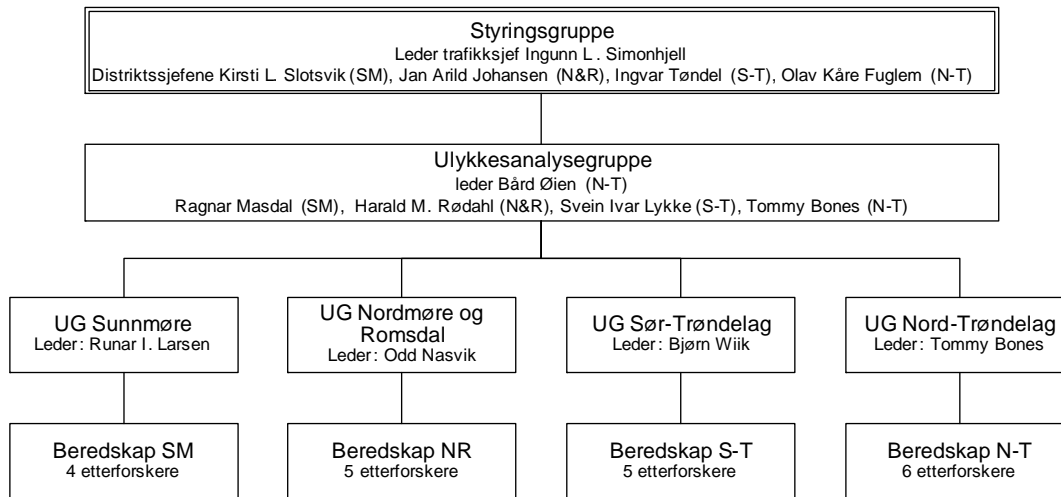 Styringsgruppe
Leder trafikksjef Ingunn L . Simonhjell
Distriktssjefene Kirsti L. Slotsvik (SM), Jan Arild Johansen (N&R), Ingvar Tøndel (S-T), Olav Kåre Fuglem (N-T)
Ulykkesanalysegruppe
leder Bård Øien (N-T)
Ragnar Masdal (SM), Harald M. Rødahl (N&R), Svein Ivar Lykke (S-T), Tommy Bones (N-T)
UG Sunnmøre
Leder: Runar I. Larsen
UG Nordmøre og
Romsdal
Leder: Odd Nasvik
UG Sør-Trøndelag
Leder: Bjørn Wiik
UG Nord-Trøndelag
Leder: Tommy Bones
Beredskap SM
4 etterforskere
Beredskap NR
5 etterforskere
Beredskap S-T
5 etterforskere
Beredskap N-T
6 etterforskere